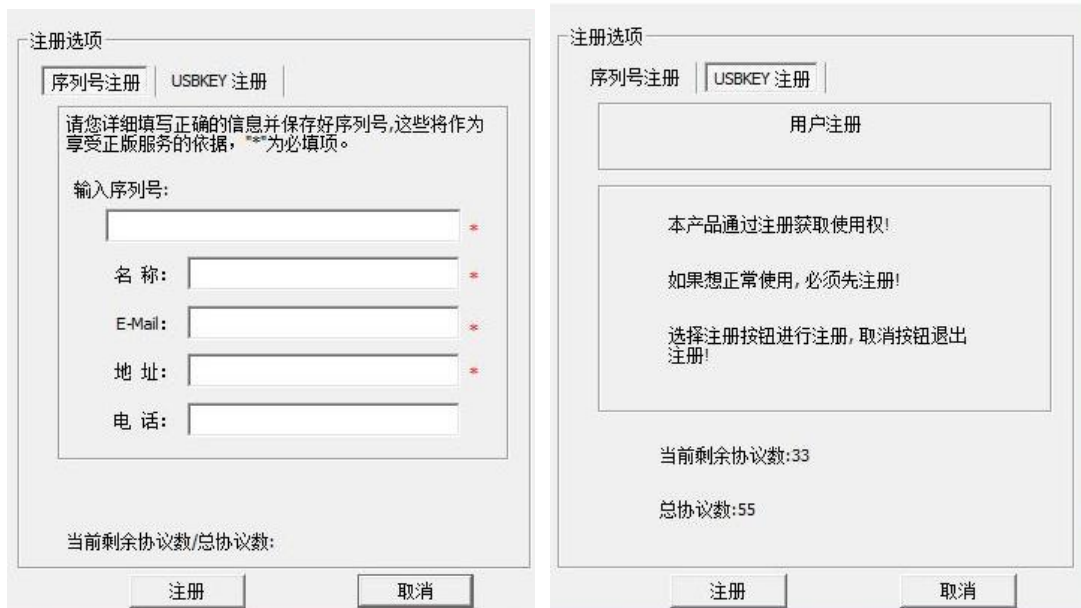 注册选项
序列号注册 USBKEY 注册
请您详细填写正确的信息并保存好序列号,这些将作为
享受正版服务的依据，"*"为必填项。
输入序列号:
*
名 称： *
E-Mail： *
地 址： *
电 话：
当前剩余协议数/总协议数:
注册 取消
注册选项
序列号注册 USBKEY 注册
用户注册
本产品通过注册获取使用权!
如果想正常使用, 必须先注册!
选择注册按钮进行注册, 取消按钮退出
注册!
当前剩余协议数:33
总协议数:55
注册 取消